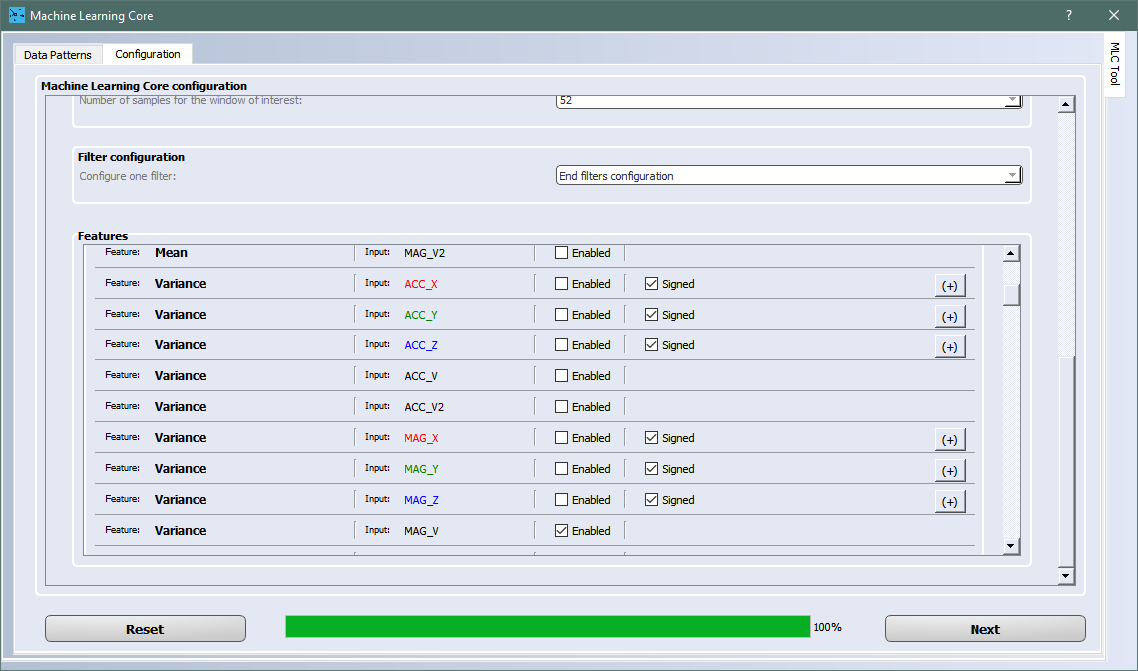 Machine Learning Core ?
Data Patterns Configuration
MLC Tool
Machine Learning Core configuration
Number of samples for the window of interest: 52
Filter configuration
Configure one filter: End filters configuration
Features
Feature: Mean Input: MAG_V2 Enabled
Feature: Variance Input: ACC_X Enabled Signed (+)
Feature: Variance Input: ACC_Y Enabled Signed (+)
Feature: Variance Input: ACC_Z Enabled Signed (+)
Feature: Variance Input: ACC_V Enabled
Feature: Variance Input: ACC_V2 Enabled
Feature: Variance Input: MAG_X Enabled Signed (+)
Feature: Variance Input: MAG_Y Enabled Signed (+)
Feature: Variance Input: MAG_Z Enabled Signed (+)
Feature: Variance Input: MAG_V Enabled
Reset 100% Next